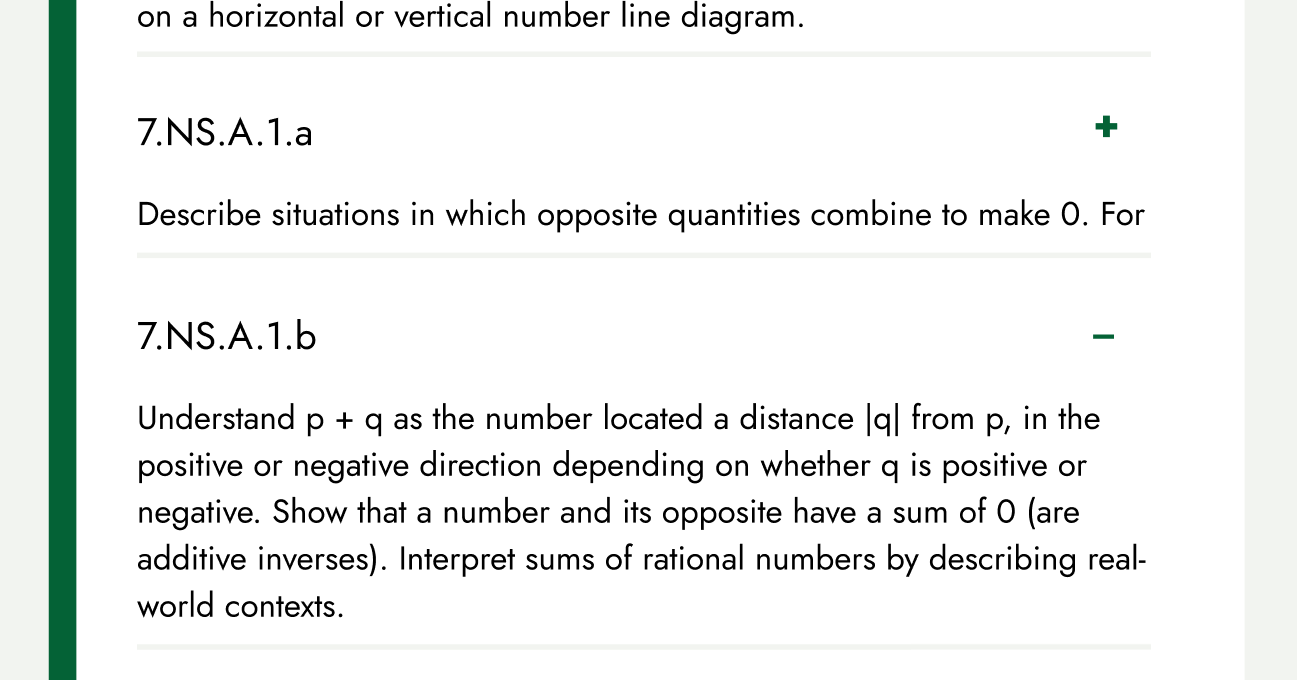 on a horizontal or vertical number line diagram.
7.NS.A.1.a
+
Describe situations in which opposite quantities combine to make 0. For
7.NS.A.1.b
–
Understand p + q as the number located a distance |q| from p, in the
positive or negative direction depending on whether q is positive or
negative. Show that a number and its opposite have a sum of 0 (are
additive inverses). Interpret sums of rational numbers by describing real-
world contexts.